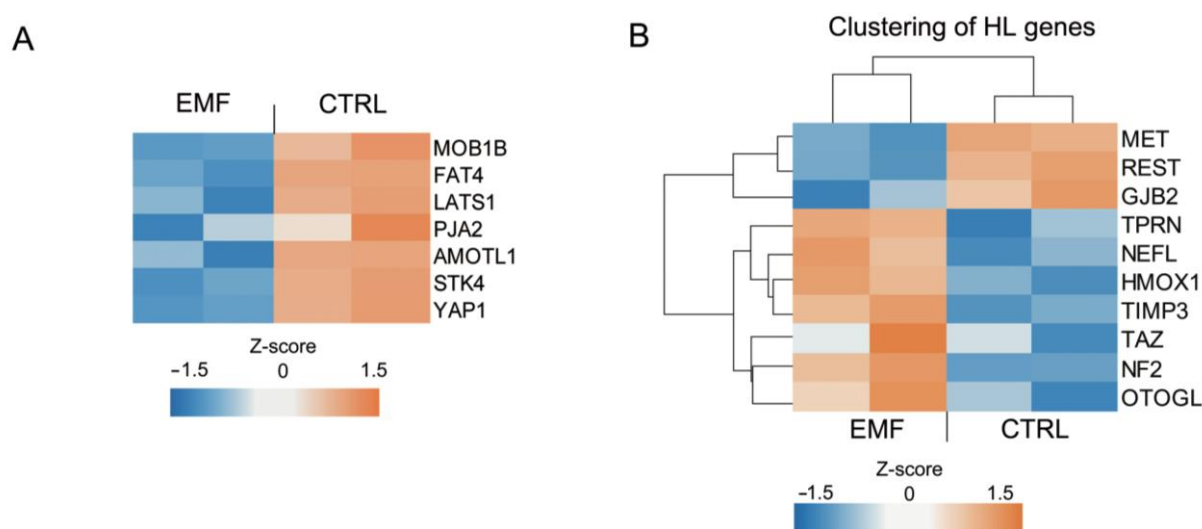 A
EMF CTRL
MOB1B
FAT4
LATS1
PJA2
AMOTL1
STK4
YAP1
Z-score
-1.5 0 1.5
B
Clustering of HL genes
MET
REST
GJB2
TPRN
NEFL
HMOX1
TIMP3
TAZ
NF2
OTOGL
EMF CTRL
Z-score
-1.5 0 1.5